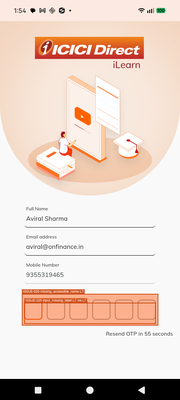 1:54
ICICI Direct
iLearn
Full Name
Aviral Sharma
Email address
aviral@onfinance.in
Mobile Number
9355319465
Resend OTP in 55 seconds